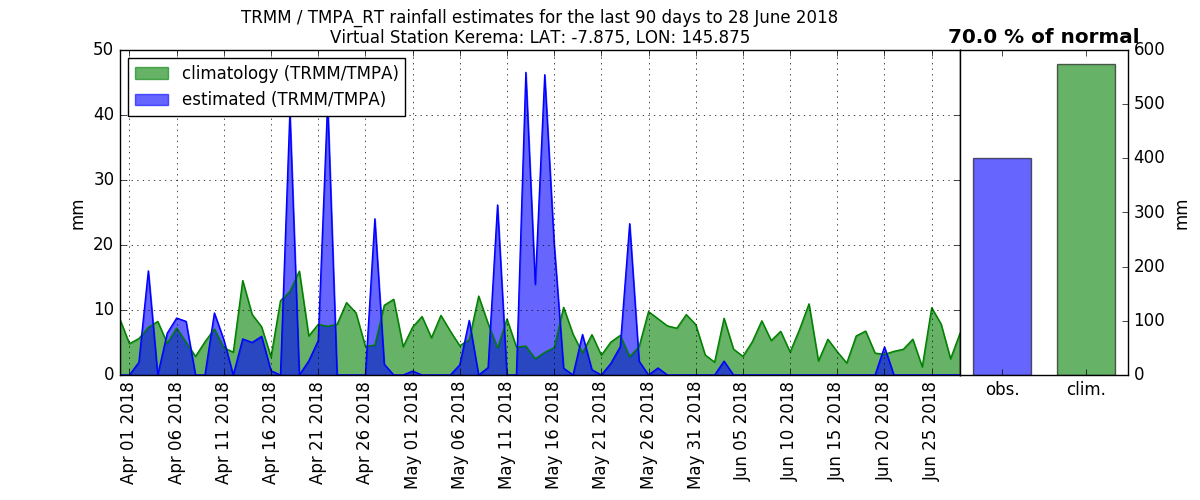 TRMM / TMPA_RT rainfall estimates for the last 90 days to 28 June 2018
Virtual Station Kerema: LAT: -7.875, LON: 145.875
70.0 % of normal
climatology (TRMM/TMPA)
estimated (TRMM/TMPA)
50
40
30
20
10
0
mm
Apr 01 2018
Apr 06 2018
Apr 11 2018
Apr 16 2018
Apr 21 2018
Apr 26 2018
May 01 2018
May 06 2018
May 11 2018
May 16 2018
May 21 2018
May 26 2018
May 31 2018
Jun 05 2018
Jun 10 2018
Jun 15 2018
Jun 20 2018
Jun 25 2018
obs.
clim.
600
500
400
300
200
100
0
mm